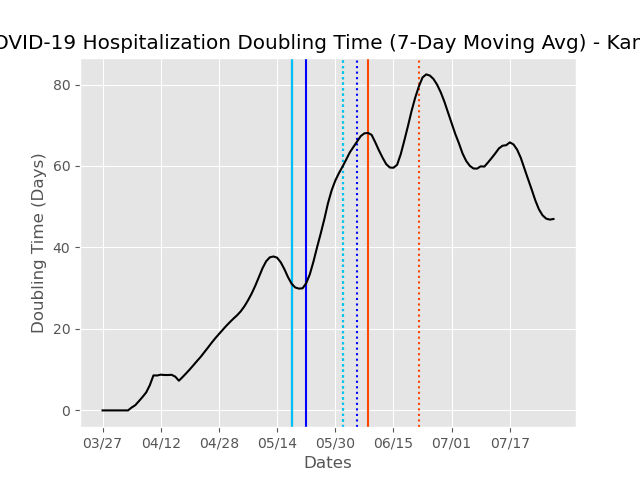 OVID-19 Hospitalization Doubling Time (7-Day Moving Avg) - Kan
80
60
40
20
0
Doubling Time (Days)
03/27 04/12 04/28 05/14 05/30 06/15 07/01 07/17
Dates